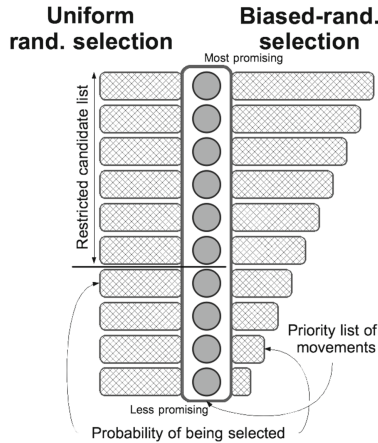 Uniform
rand. selection
Biased-rand.
selection
Most promising
Restricted candidate list
Priority list of
movements
Less promising
Probability of being selected